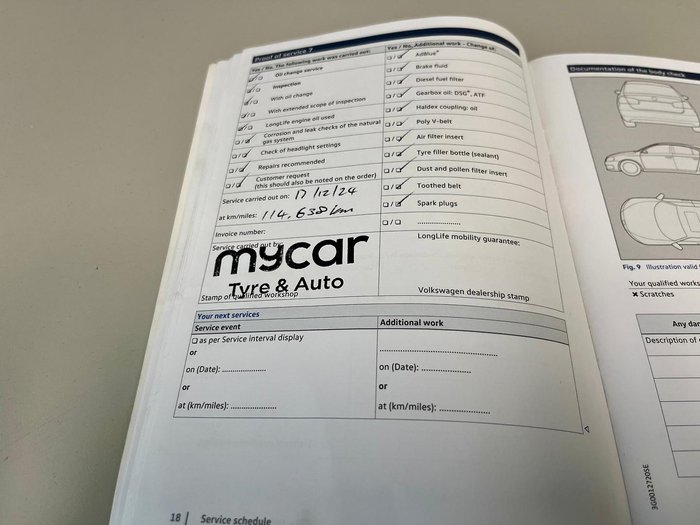 Proof of service 7
Yes / No, The following work was carried out:
Oil change service
Inspection
With oil change
With extended scope of inspection
LongLife engine oil used
Corrosion and leak checks of the natural
gas system
Check of headlight settings
Repairs recommended
Customer request
(this should also be noted on the order)
Service carried out on: 17/12/24
at km/miles: 114,638 km
Invoice number:
Service carried out by:
mycar
Tyre & Auto
Stamp of qualified workshop
Yes / No, Additional work - Change of:
AdBlue®
Brake fluid
Diesel fuel filter
Gearbox oil: DSG®, ATF
Haldex coupling: oil
Poly V-belt
Air filter insert
Tyre filler bottle (sealant)
Dust and pollen filter insert
Toothed belt
Spark plugs
....................
LongLife mobility guarantee:
Volkswagen dealership stamp
Your next services
Service event
as per Service interval display
or
on (Date): ..................
or
at (km/miles): ..................
Additional work
..................................................
on (Date): ....................
or
at (km/miles): ....................
18 | Service schedule
Documentation of the body check
Fig. 9 Illustration valid
Your qualified works
✖ Scratches
Any da
Description of
3G0012720SE